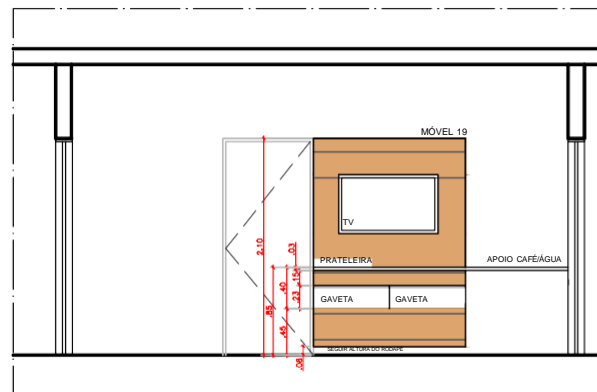 MÓVEL 19
TV
2,10
.03
PRATELEIRA
APOIO CAFÉ/ÁGUA
.15
.40
.23
.85
GAVETA
GAVETA
.45
SEGUIR ALTURA DO RODAPÉ
.08